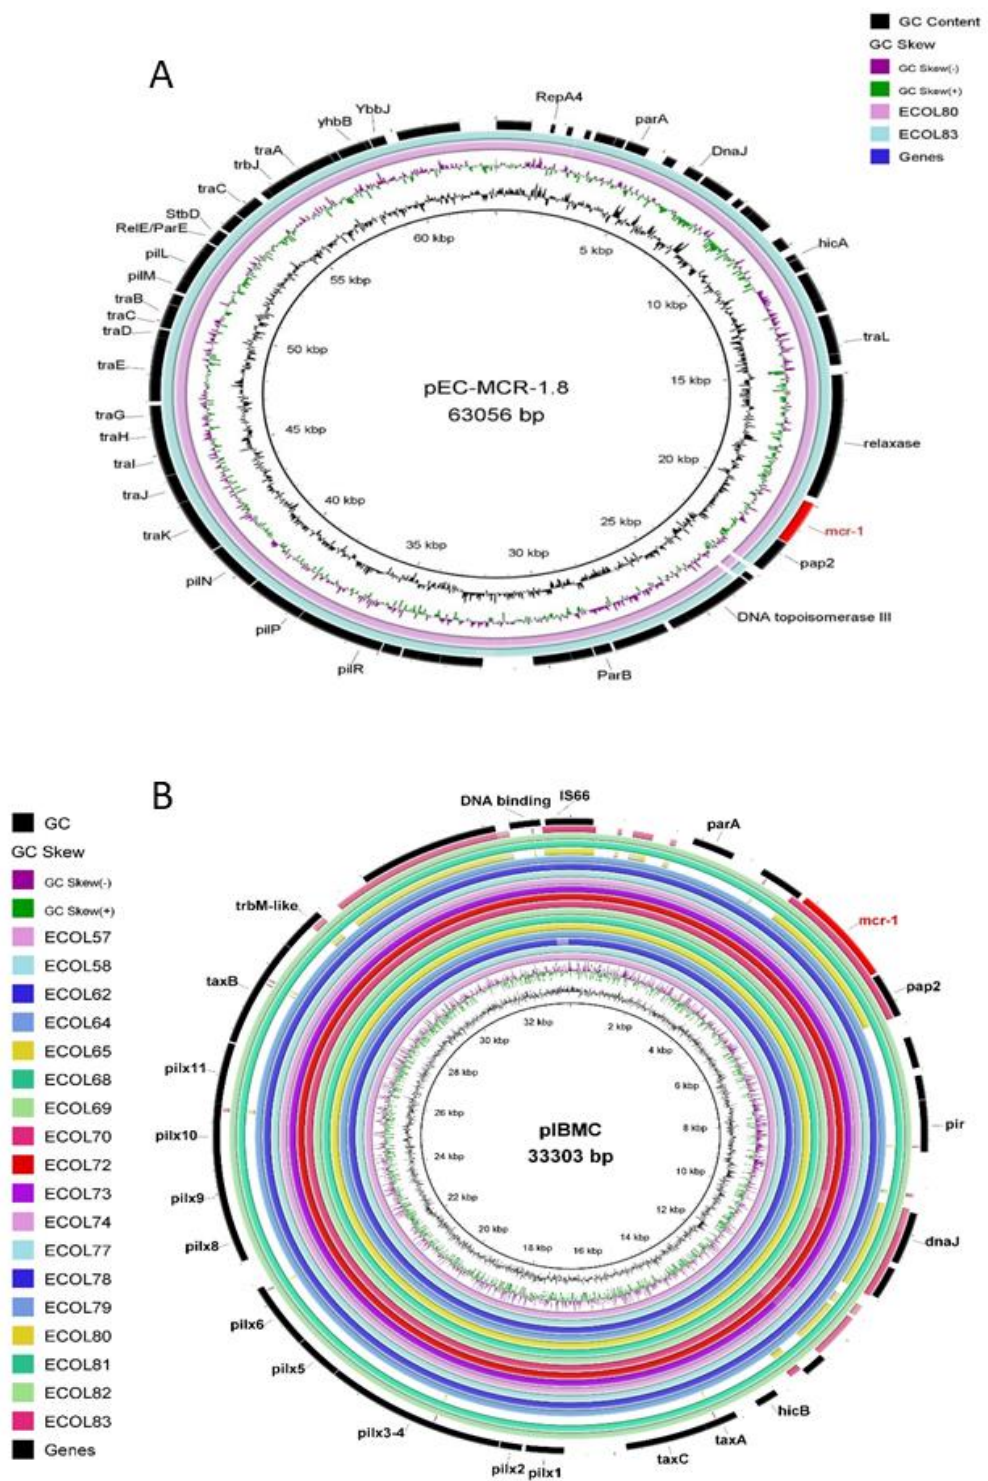 GC Content
GC Skew
GC Skew(-)
GC Skew(+)
ECOL80
ECOL83
Genes
A
RepA4
parA
DnaJ
hicA
traL
relaxase
mcr-1
pap2
DNA topoisomerase III
ParB
pilR
pilP
pilN
traK
traJ
traI
traH
traG
traE
traD
traC
traB
pilM
pilL
RelE/ParE
StbD
traC
trbJ
traA
yhbB
YbbJ
5 kbp
10 kbp
15 kbp
20 kbp
25 kbp
30 kbp
35 kbp
40 kbp
45 kbp
50 kbp
55 kbp
60 kbp
pEC-MCR-1.8
63056 bp
B
GC
GC Skew
GC Skew(-)
GC Skew(+)
ECOL57
ECOL58
ECOL62
ECOL64
ECOL65
ECOL68
ECOL69
ECOL70
ECOL72
ECOL73
ECOL74
ECOL77
ECOL78
ECOL79
ECOL80
ECOL81
ECOL82
ECOL83
Genes
DNA binding
IS66
parA
mcr-1
pap2
pir
dnaJ
hicB
taxA
taxC
pilx1
pilx2
pilx3-4
pilx5
pilx6
pilx8
pilx9
pilx10
pilx11
taxB
trbM-like
2 kbp
4 kbp
6 kbp
8 kbp
10 kbp
12 kbp
14 kbp
16 kbp
18 kbp
20 kbp
22 kbp
24 kbp
26 kbp
28 kbp
30 kbp
32 kbp
pIBMC
33303 bp